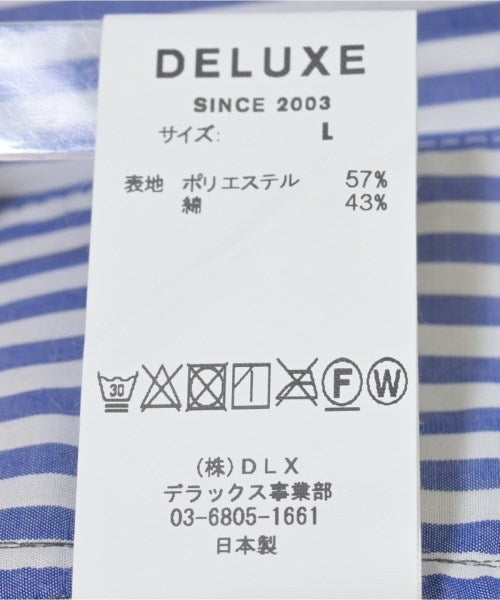 DELUXE
SINCE 2003
サイズ: L
表地 ポリエステル 57%
綿 43%
30 F W
(株)DLX
デラックス事業部
03-6805-1661
日本製